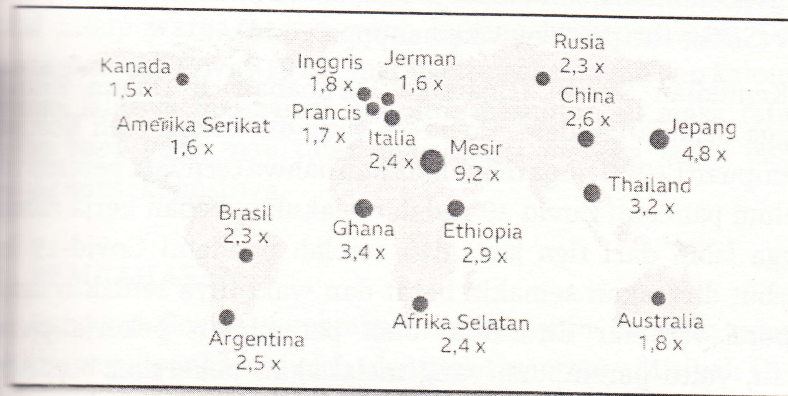 Kanada
1,5 x
Amerika Serikat
1,6 x
Inggris
1,8 x
Jerman
1,6 x
Prancis
1,7 x
Italia
2,4 x
Mesir
9,2 x
Rusia
2,3 x
China
2,6 x
Jepang
4,8 x
Thailand
3,2 x
Brasil
2,3 x
Ghana
3,4 x
Ethiopia
2,9 x
Argentina
2,5 x
Afrika Selatan
2,4 x
Australia
1,8 x